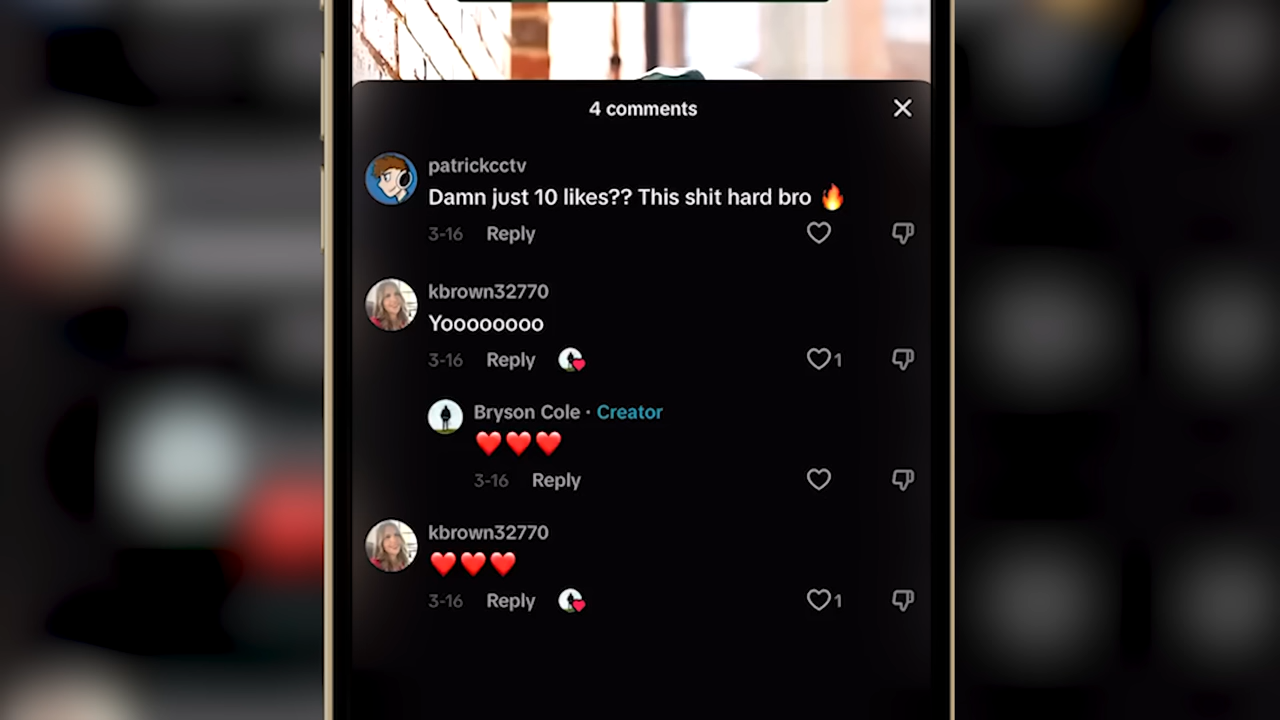 4 comments
patrickcctv
Damn just 10 likes?? This shit hard bro 🔥
3-16 Reply
kbrown32770
Yoooooooo
3-16 Reply 1
Bryson Cole · Creator
❤️❤️❤️
3-16 Reply
kbrown32770
❤️❤️❤️
3-16 Reply 1